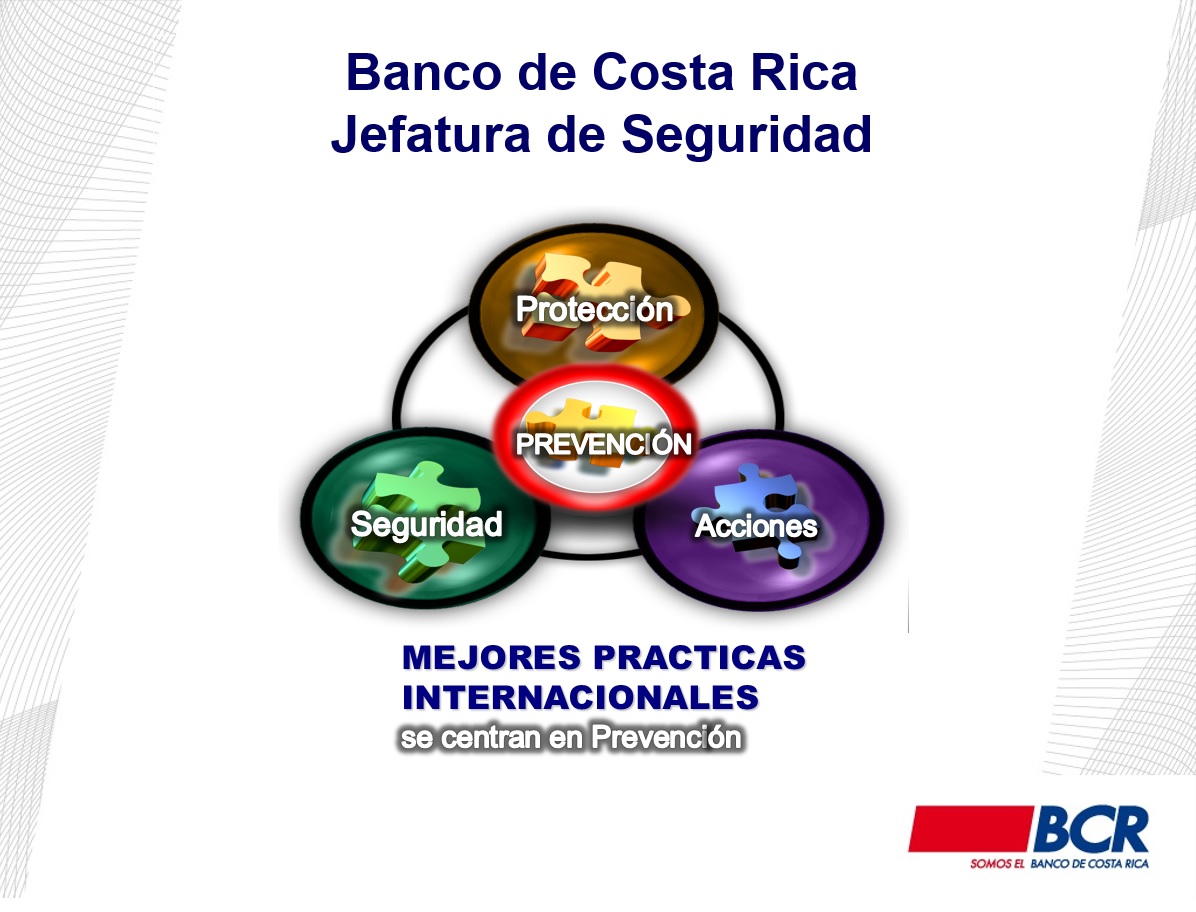 Banco de Costa Rica
Jefatura de Seguridad
Protección
PREVENCIÓN
Seguridad
Acciones
MEJORES PRACTICAS
INTERNACIONALES
se centran en Prevención
BCR
SOMOS EL BANCO DE COSTA RICA